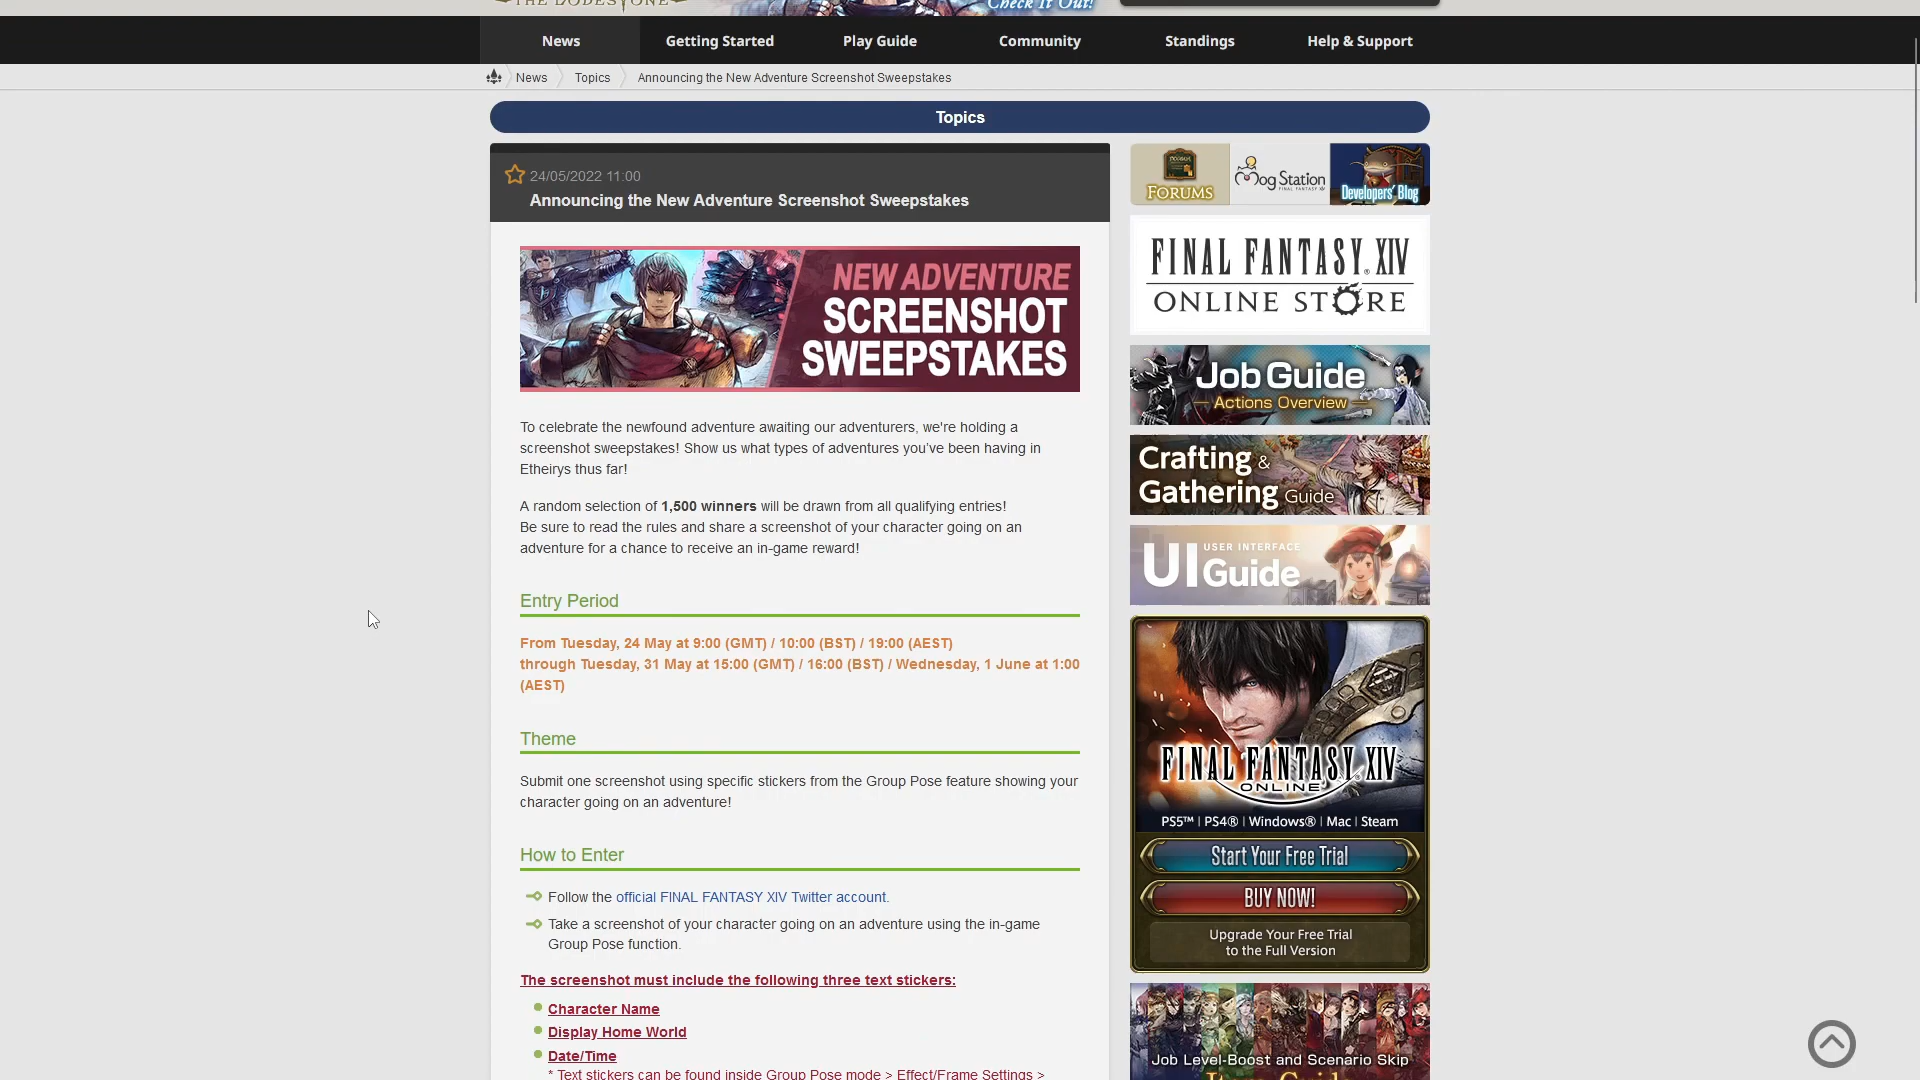 THE LODESTONE
Check It Out!
News
Getting Started
Play Guide
Community
Standings
Help & Support
News
Topics
Announcing the New Adventure Screenshot Sweepstakes
Topics
24/05/2022 11:00
Announcing the New Adventure Screenshot Sweepstakes
NEW ADVENTURE
SCREENSHOT
SWEEPSTAKES
To celebrate the newfound adventure awaiting our adventurers, we're holding a
screenshot sweepstakes! Show us what types of adventures you've been having in
Etheirys thus far!
A random selection of 1,500 winners will be drawn from all qualifying entries!
Be sure to read the rules and share a screenshot of your character going on an
adventure for a chance to receive an in-game reward!
Entry Period
From Tuesday, 24 May at 9:00 (GMT) / 10:00 (BST) / 19:00 (AEST)
through Tuesday, 31 May at 15:00 (GMT) / 16:00 (BST) / Wednesday, 1 June at 1:00
(AEST)
Theme
Submit one screenshot using specific stickers from the Group Pose feature showing your
character going on an adventure!
How to Enter
Follow the official FINAL FANTASY XIV Twitter account.
Take a screenshot of your character going on an adventure using the in-game
Group Pose function.
The screenshot must include the following three text stickers:
Character Name
Display Home World
Date/Time
* Text stickers can be found inside Group Pose mode > Effect/Frame Settings >
FORUMS
Mog Station
FINAL FANTASY XIV
Developers' Blog
FINAL FANTASY XIV
ONLINE STORE
Job Guide
Actions Overview
Crafting &
Gathering Guide
UI USER INTERFACE
Guide
FINAL FANTASY XIV
ONLINE
PS5™ | PS4® | Windows® | Mac | Steam
Start Your Free Trial
BUY NOW!
Upgrade Your Free Trial
to the Full Version
Job Level-Boost and Scenario Skip